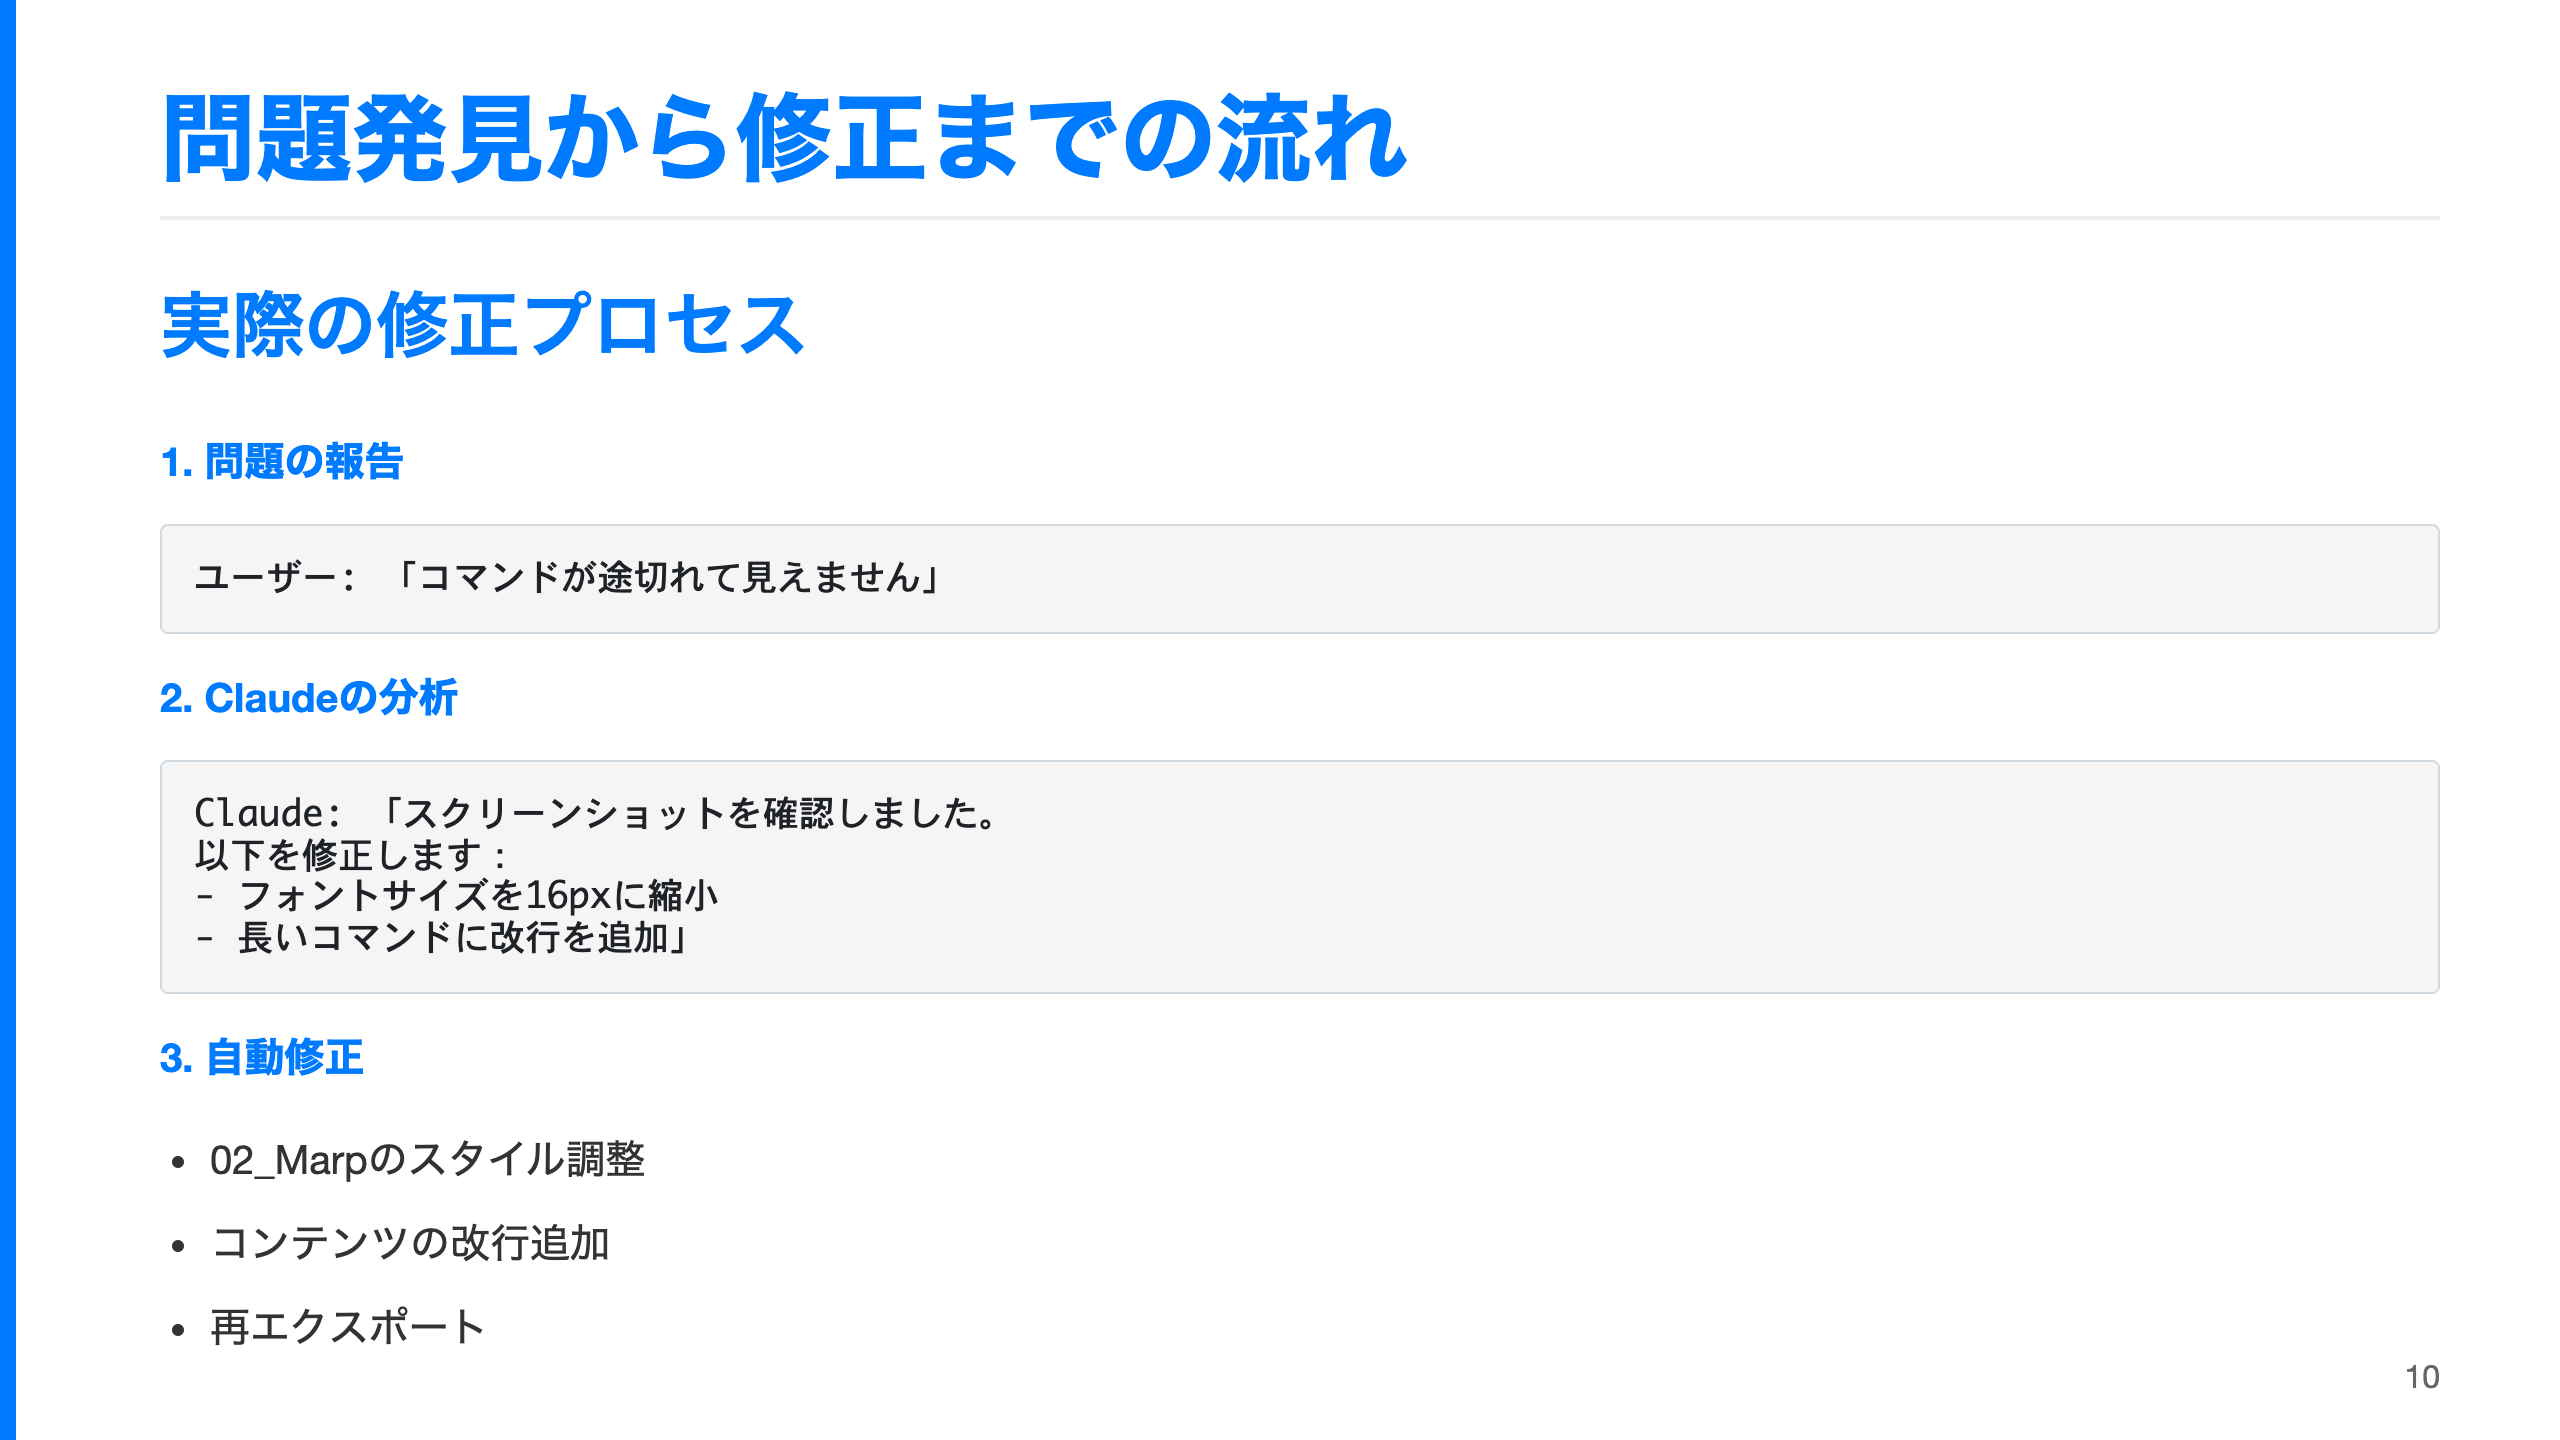 問題発見から修正までの流れ
実際の修正プロセス
1. 問題の報告
ユーザー: 「コマンドが途切れて見えません」
2. Claudeの分析
Claude: 「スクリーンショットを確認しました。
以下を修正します：
- フォントサイズを16pxに縮小
- 長いコマンドに改行を追加」
3. 自動修正
• 02_Marpのスタイル調整
• コンテンツの改行追加
• 再エクスポート
10